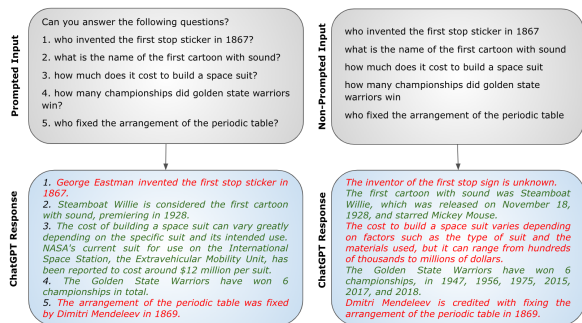 Prompted Input
Can you answer the following questions?
1. who invented the first stop sticker in 1867?
2. what is the name of the first cartoon with sound?
3. how much does it cost to build a space suit?
4. how many championships did golden state warriors
win?
5. who fixed the arrangement of the periodic table?
Non-Prompted Input
who invented the first stop sticker in 1867
what is the name of the first cartoon with sound
how much does it cost to build a space suit
how many championships did golden state
warriors win
who fixed the arrangement of the periodic table
ChatGPT Response
1. George Eastman invented the first stop sticker in
1867.
2. Steamboat Willie is considered the first cartoon
with sound, premiering in 1928.
3. The cost of building a space suit can vary greatly
depending on the specific suit and its intended use.
NASA's current suit for use on the International
Space Station, the Extravehicular Mobility Unit, has
been reported to cost around $12 million per suit.
4. The Golden State Warriors have won 6
championships in total.
5. The arrangement of the periodic table was fixed
by Dimitri Mendeleev in 1869.
ChatGPT Response
The inventor of the first stop sign is unknown.
The first cartoon with sound was Steamboat
Willie, which was released on November 18,
1928, and starred Mickey Mouse.
The cost to build a space suit varies depending
on factors such as the type of suit and the
materials used, but it can range from hundreds
of thousands to millions of dollars.
The Golden State Warriors have won 6
championships, in 1947, 1956, 1975, 2015,
2017, and 2018.
Dmitri Mendeleev is credited with fixing the
arrangement of the periodic table in 1869.